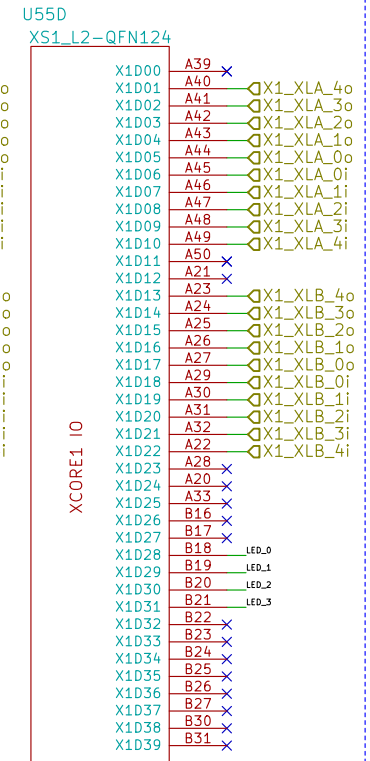 U55D
XS1_L2-QFN124
X1D00 A39
o X1D01 A40 X1_XLA_4o
o X1D02 A41 X1_XLA_3o
o X1D03 A42 X1_XLA_2o
o X1D04 A43 X1_XLA_1o
o X1D05 A44 X1_XLA_0o
i X1D06 A45 X1_XLA_0i
i X1D07 A46 X1_XLA_1i
i X1D08 A47 X1_XLA_2i
i X1D09 A48 X1_XLA_3i
i X1D10 A49 X1_XLA_4i
X1D11 A50
X1D12 A21
o X1D13 A23 X1_XLB_4o
o X1D14 A24 X1_XLB_3o
o X1D15 A25 X1_XLB_2o
o X1D16 A26 X1_XLB_1o
o X1D17 A27 X1_XLB_0o
i X1D18 A29 X1_XLB_0i
i X1D19 A30 X1_XLB_1i
i X1D20 A31 X1_XLB_2i
i X1D21 A32 X1_XLB_3i
i X1D22 A22 X1_XLB_4i
X1D23 A28
X1D24 A20
X1D25 A33
X1D26 B16
X1D27 B17
X1D28 B18 LED_0
X1D29 B19 LED_1
X1D30 B20 LED_2
X1D31 B21 LED_3
X1D32 B22
X1D33 B23
X1D34 B24
X1D35 B25
X1D36 B26
X1D37 B27
X1D38 B30
X1D39 B31
XCORE1 IO